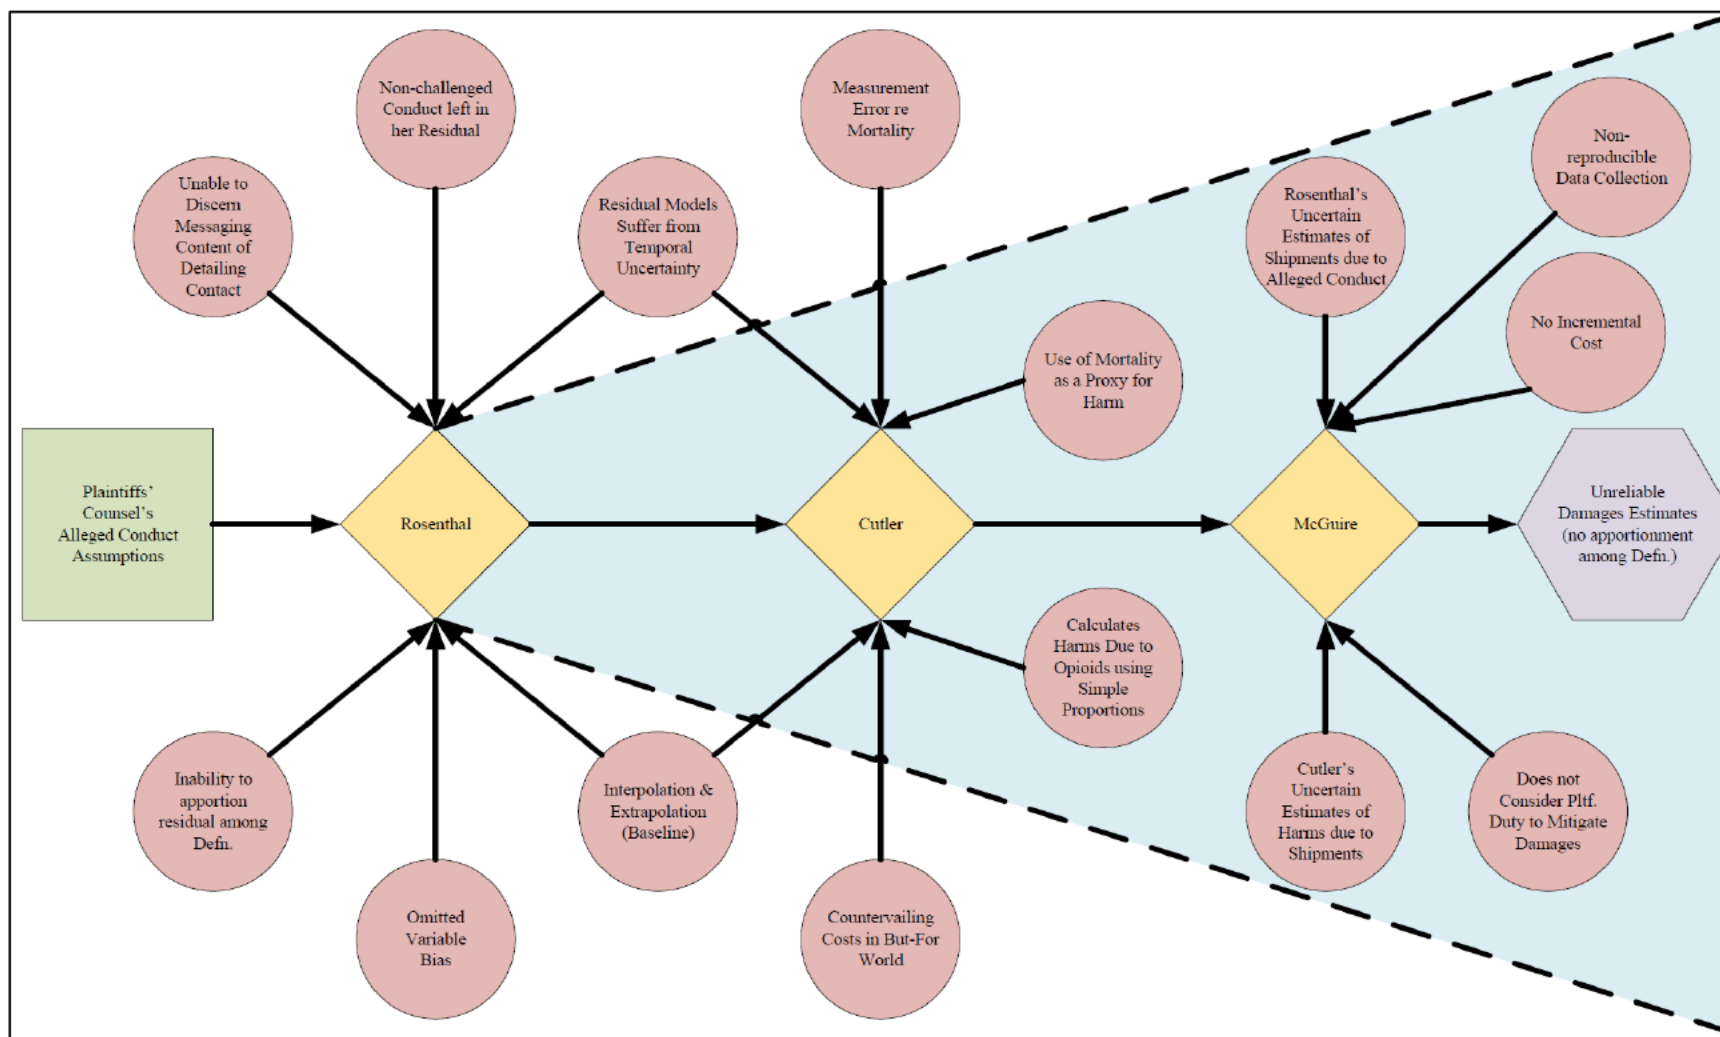 Non-challenged
Conduct left in
her Residual
Measurement
Error re
Mortality
Non-
reproducible
Data Collection
Unable to
Discern
Messaging
Content of
Detailing
Contact
Residual Models
Suffer from
Temporal
Uncertainty
Rosenthal's
Uncertain
Estimates of
Shipments due to
Alleged Conduct
No Incremental
Cost
Use of Mortality
as a Proxy for
Harm
Plaintiffs'
Counsel's
Alleged Conduct
Assumptions
Rosenthal
Cutler
McGuire
Unreliable
Damages Estimates
(no apportionment
among Defn.)
Calculates
Harms Due to
Opioids using
Simple
Proportions
Inability to
apportion
residual among
Defn.
Interpolation &
Extrapolation
(Baseline)
Cutler's
Uncertain
Estimates of
Harms due to
Shipments
Does not
Consider Pltf.
Duty to Mitigate
Damages
Omitted
Variable
Bias
Countervailing
Costs in But-For
World